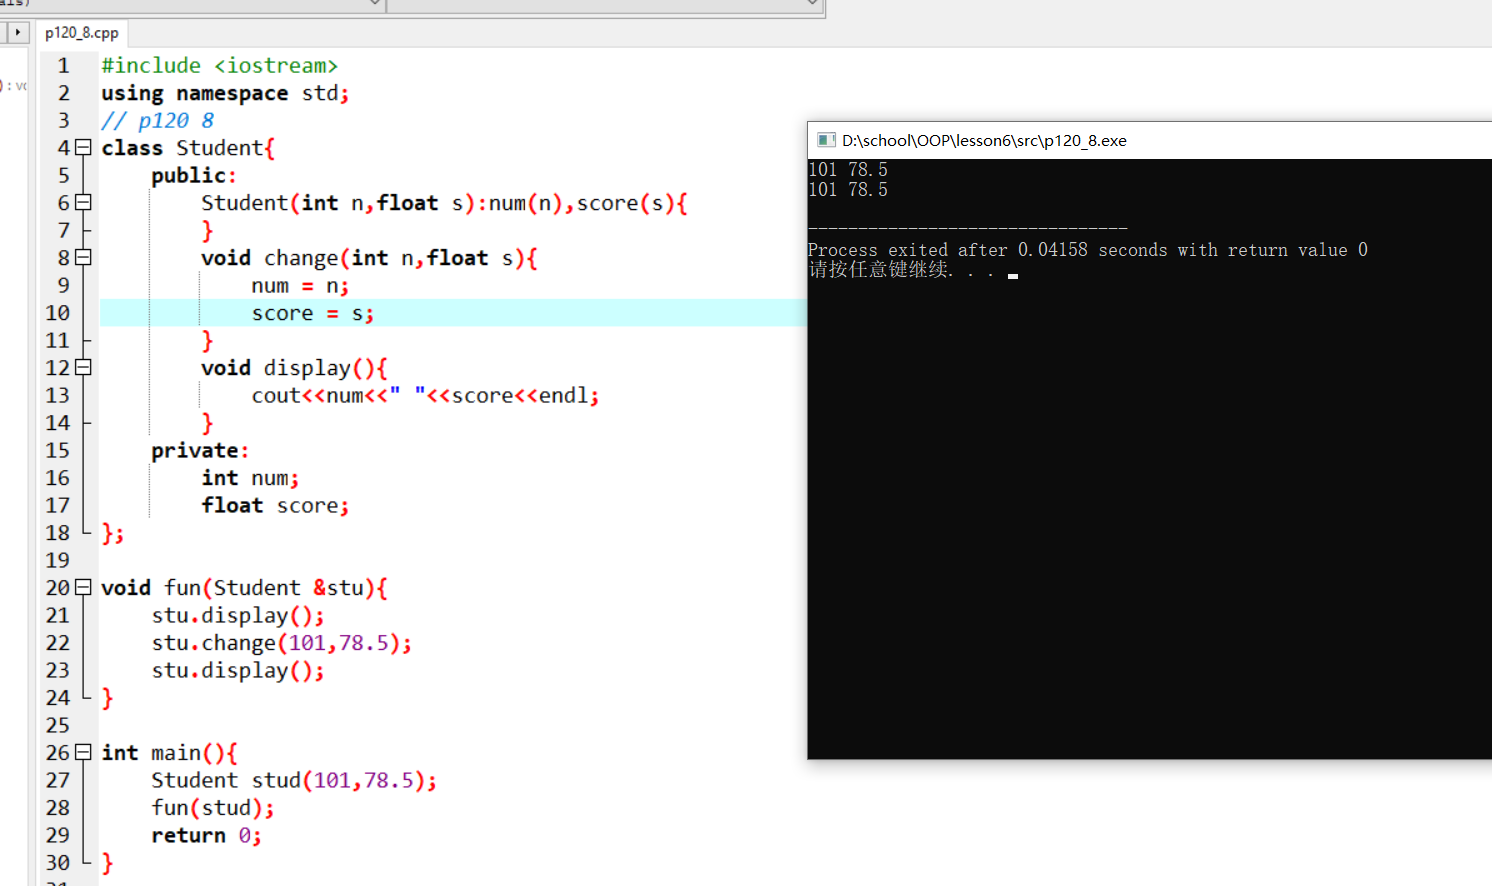 p120_8.cpp
1 #include <iostream>
2 using namespace std;
3 // p120 8
4 class Student{
5 public:
6 Student(int n,float s):num(n),score(s){
7 }
8 void change(int n,float s){
9 num = n;
10 score = s;
11 }
12 void display(){
13 cout<<num<<" "<<score<<endl;
14 }
15 private:
16 int num;
17 float score;
18 };
19
20 void fun(Student &stu){
21 stu.display();
22 stu.change(101,78.5);
23 stu.display();
24 }
25
26 int main(){
27 Student stud(101,78.5);
28 fun(stud);
29 return 0;
30 }
D:\school\OOP\lesson6\src\p120_8.exe
101 78.5
101 78.5
--------------------------------
Process exited after 0.04158 seconds with return value 0
请按任意键继续. . .